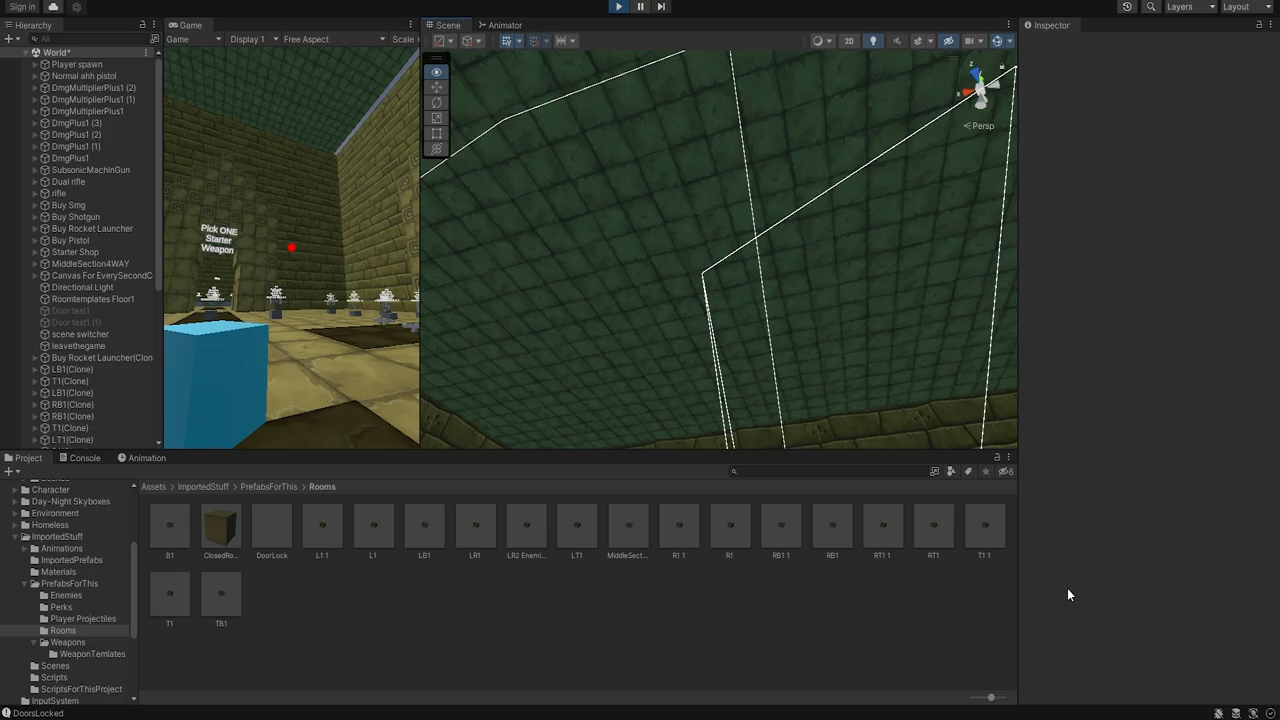 Sign in
Layers
Layout
Hierarchy
Game
Scene
Animator
Inspector
All
Game
Display 1
Free Aspect
Scale
2D
World*
Player spawn
Normal ahh pistol
DmgMultiplierPlus1 (2)
DmgMultiplierPlus1 (1)
DmgMultiplierPlus1
DmgPlus1 (3)
DmgPlus1 (2)
DmgPlus1 (1)
DmgPlus1
SubsonicMachinGun
Dual rifle
rifle
Buy Smg
Buy Shotgun
Buy Rocket Launcher
Buy Pistol
Starter Shop
MiddleSection4WAY
Canvas For EverySecondC
Directional Light
Roomtemplates Floor1
Door test1
Door test1 (1)
scene switcher
leavethegame
Buy Rocket Launcher(Clon
LB1(Clone)
T1(Clone)
LB1(Clone)
RB1(Clone)
RB1(Clone)
T1(Clone)
LT1(Clone)
Pick ONE
Starter
Weapon
x
Persp
Project
Console
Animation
6
Character
Day-Night Skyboxes
Environment
Homeless
ImportedStuff
Animations
ImportedPrefabs
Materials
PrefabsForThis
Enemies
Perks
Player Projectiles
Rooms
Weapons
WeaponTemlates
Scenes
Scripts
ScriptsForThisProject
InputSystem
Assets > ImportedStuff > PrefabsForThis > Rooms
B1
ClosedRo...
DoorLock
L1 1
L1
LB1
LR1
LR2 Enemi...
LT1
MiddleSect...
R1 1
R1
RB1 1
RB1
RT1 1
RT1
T1 1
T1
TB1
DoorsLocked